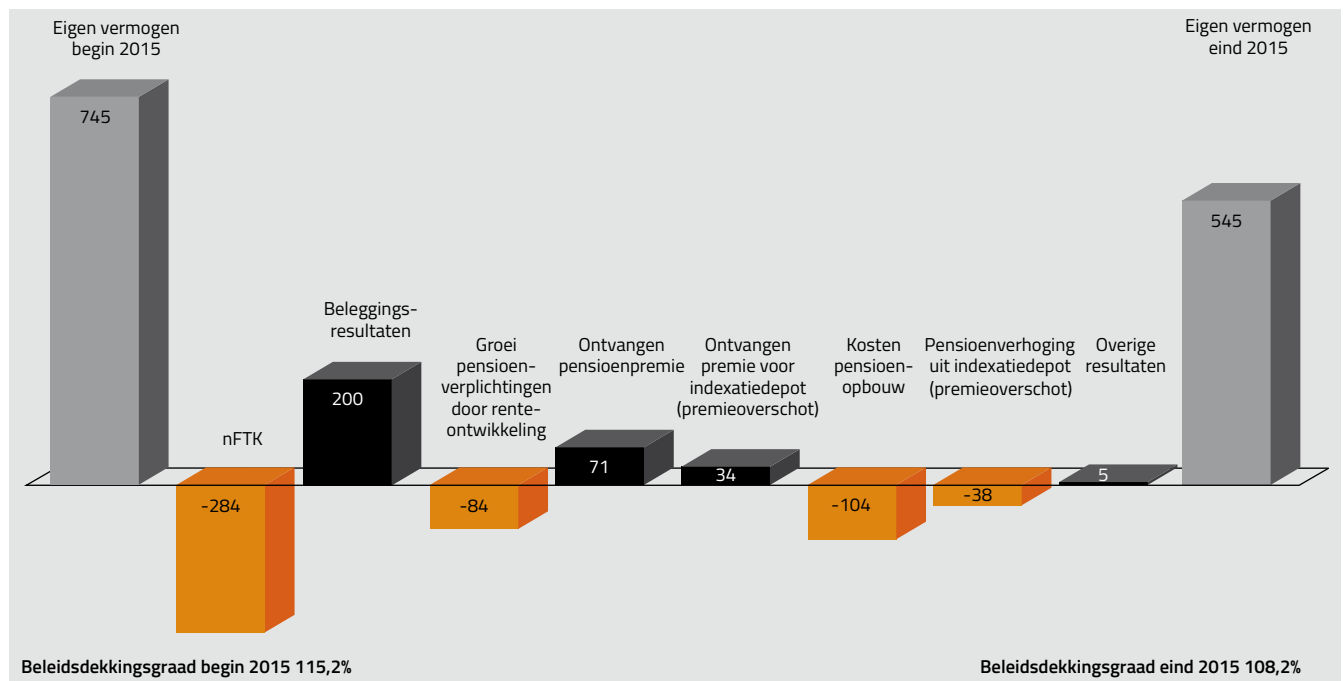 Eigen vermogen
begin 2015
745
nFTK
-284
Beleggings-
resultaten
200
Groei
pensioen-
verplichtingen
door rente-
ontwikkeling
-84
Ontvangen
pensioenpremie
71
Ontvangen
premie voor
indexatiedepot
(premieoverschot)
34
Kosten
pensioen-
opbouw
-104
Pensioenverhoging
uit indexatiedepot
(premieoverschot)
-38
Overige
resultaten
5
Eigen vermogen
eind 2015
545
Beleidsdekkingsgraad begin 2015 115,2%
Beleidsdekkingsgraad eind 2015 108,2%